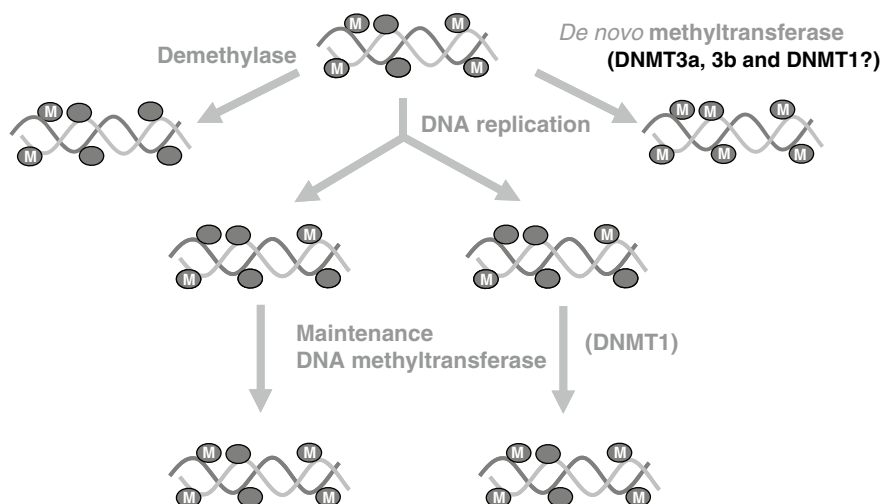 M M
De novo methyltransferase
Demethylase
(DNMT3a, 3b and DNMT1?)
M M
M M M M
DNA replication
M M M M
M M
M M
Maintenance
DNA methyltransferase
(DNMT1)
M M M M
M M M M